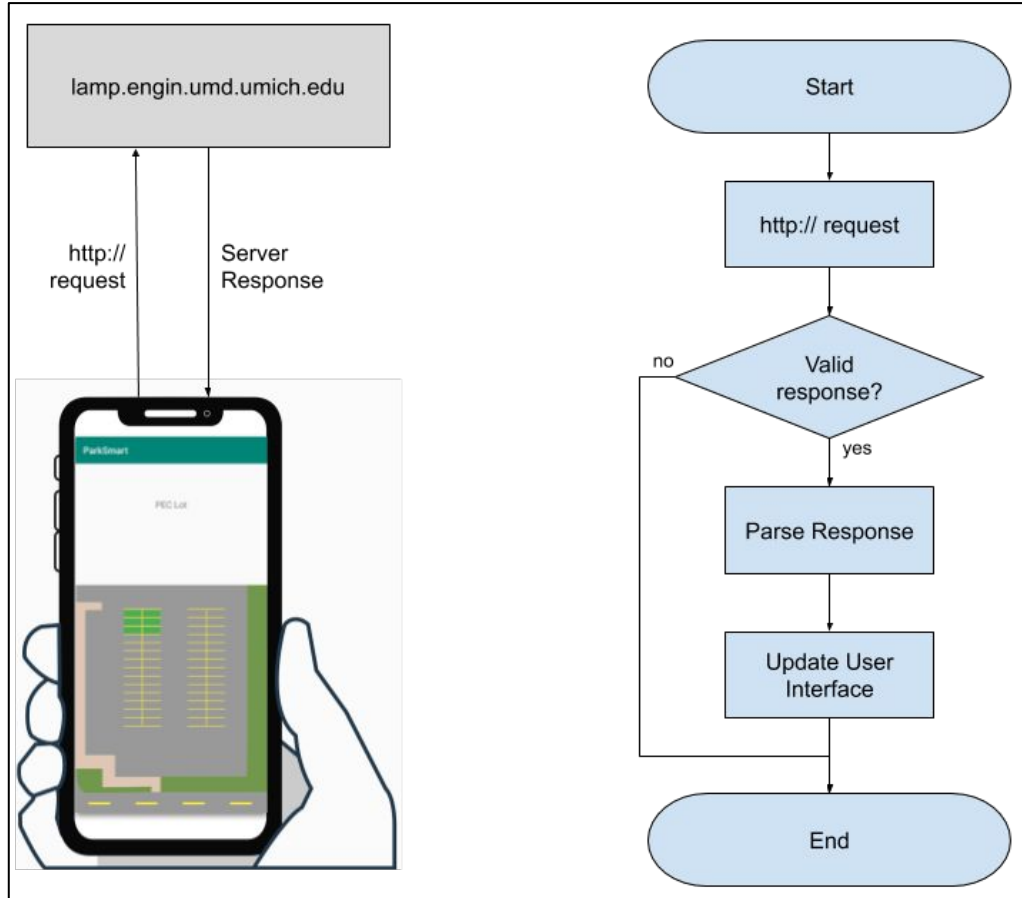 lamp.engin.umd.umich.edu
http://
request
Server
Response
ParkSmart
PEC Lot
Start
http:// request
Valid
response?
no
yes
Parse Response
Update User
Interface
End